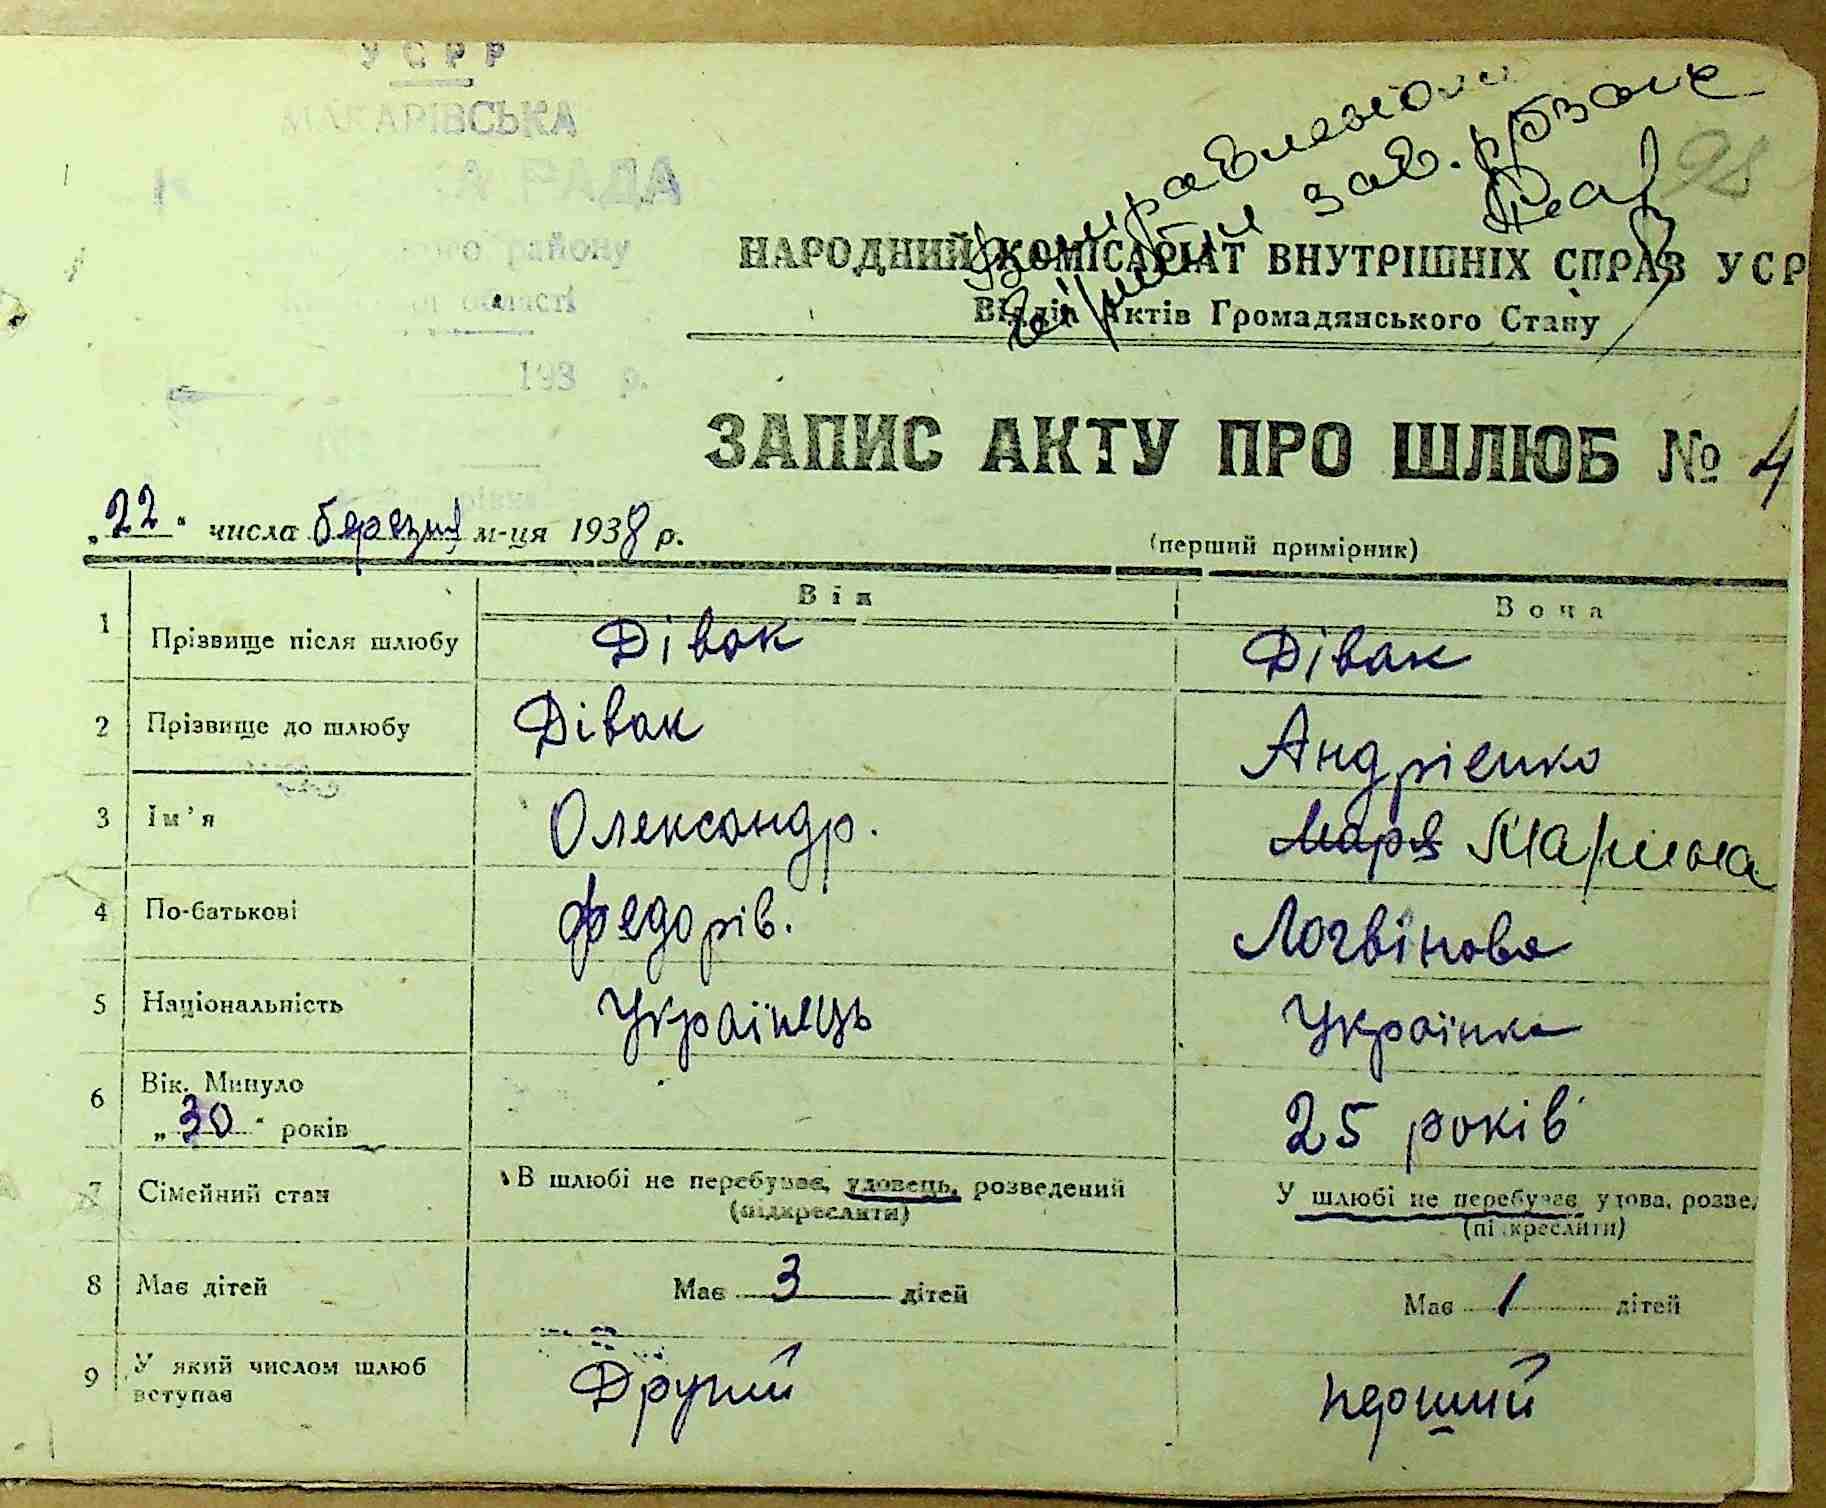 УСРР
МАКАРІВСЬКА
РАДА
району
області
193 р.
98
зав. р/бзагс
НАРОДНИЙ КОМІСАРІАТ ВНУТРІШНІХ СПРАВ УСР
Відділ Актів Громадянського Стану
ЗАПИС АКТУ ПРО ШЛЮБ № 4
„22“ числа березня м-ця 1938 р.
(перший примірник)
Він Вона
1 Прізвище після шлюбу Дівак Дівак
2 Прізвище до шлюбу Дівак Андрієнко
3 Ім'я Олександр. Марія Марина
4 По-батькові Федорів. Логвінова
5 Національність Українець Українка
6 Вік. Минуло „30“ років 25 років
7 Сімейний стан В шлюбі не перебуває, удовець, розведений (підкреслити) У шлюбі не перебуває удова, розве (підкреслити)
8 Має дітей Має 3 дітей Має 1 дітей
9 У який числом шлюб вступає Другий перший